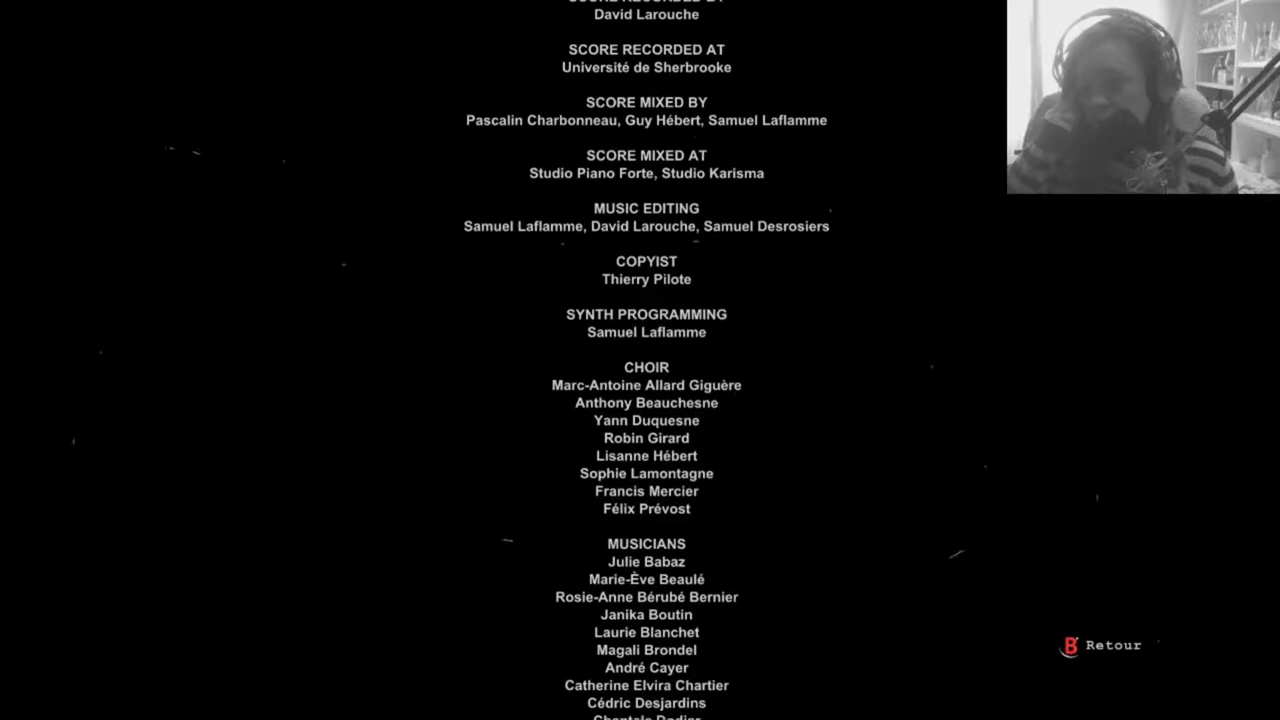 SCORE RECORDED BY
David Larouche
SCORE RECORDED AT
Université de Sherbrooke
SCORE MIXED BY
Pascalin Charbonneau, Guy Hébert, Samuel Laflamme
SCORE MIXED AT
Studio Piano Forte, Studio Karisma
MUSIC EDITING
Samuel Laflamme, David Larouche, Samuel Desrosiers
COPYIST
Thierry Pilote
SYNTH PROGRAMMING
Samuel Laflamme
CHOIR
Marc-Antoine Allard Giguère
Anthony Beauchesne
Yann Duquesne
Robin Girard
Lisanne Hébert
Sophie Lamontagne
Francis Mercier
Félix Prévost
MUSICIANS
Julie Babaz
Marie-Ève Beaulé
Rosie-Anne Bérubé Bernier
Janika Boutin
Laurie Blanchet
Magali Brondel
André Cayer
Catherine Elvira Chartier
Cédric Desjardins
B Retour